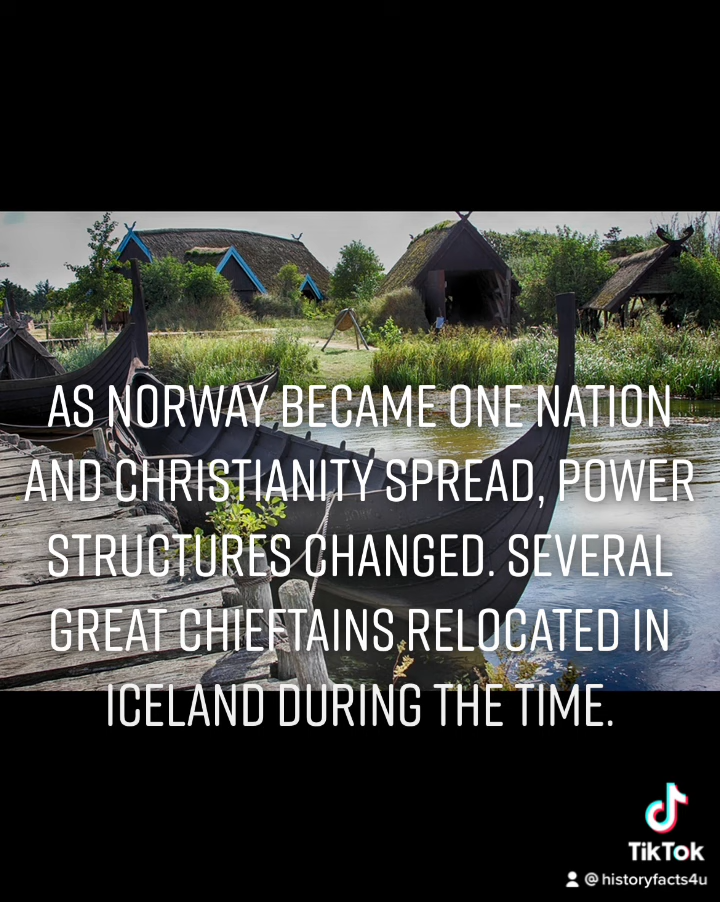 AS NORWAY BECAME ONE NATION
AND CHRISTIANITY SPREAD, POWER
STRUCTURES CHANGED. SEVERAL
GREAT CHIEFTAINS RELOCATED IN
ICELAND DURING THE TIME.
TikTok
@historyfacts4u